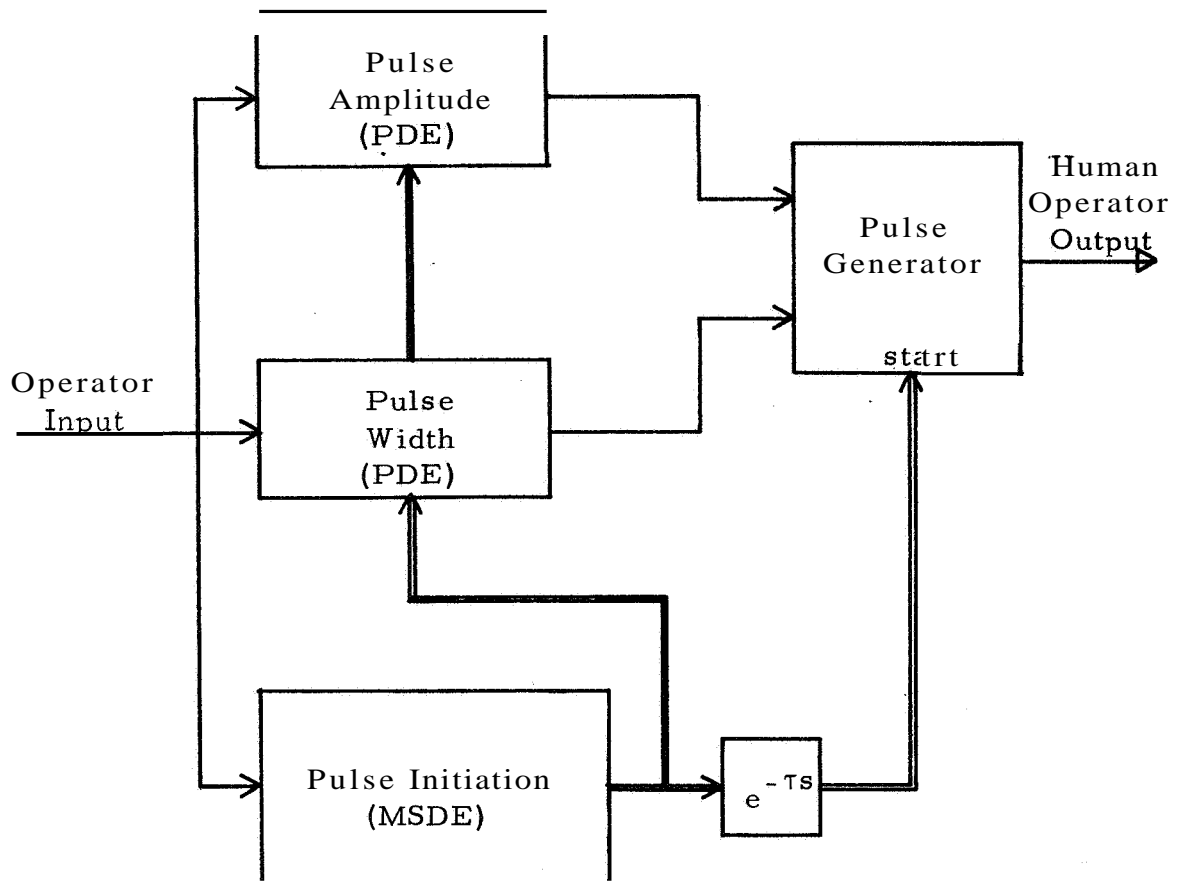 Pulse
Amplitude
(PDE)
Human
Operator
Output
Pulse
Generator
start
Operator
Input
Pulse
Width
(PDE)
Pulse Initiation
(MSDE)
e^-τs